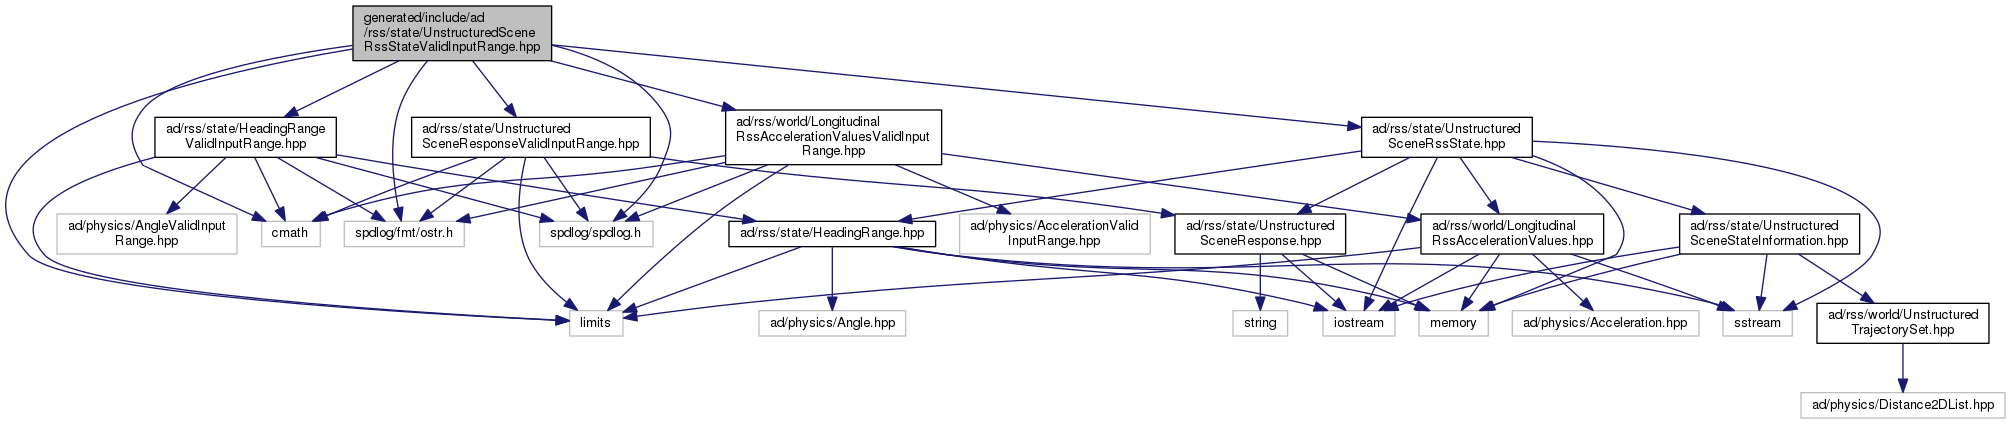 generated/include/ad
/rss/state/UnstructuredScene
RssStateValidInputRange.hpp
ad/rss/state/HeadingRange
ValidInputRange.hpp
ad/rss/state/Unstructured
SceneResponseValidInputRange.hpp
ad/rss/world/Longitudinal
RssAccelerationValuesValidInput
Range.hpp
ad/rss/state/Unstructured
SceneRssState.hpp
ad/physics/AngleValidInput
Range.hpp
cmath
spdlog/fmt/ostr.h
spdlog/spdlog.h
ad/rss/state/HeadingRange.hpp
ad/physics/AccelerationValid
InputRange.hpp
ad/rss/state/Unstructured
SceneResponse.hpp
ad/rss/world/Longitudinal
RssAccelerationValues.hpp
ad/rss/state/Unstructured
SceneStateInformation.hpp
limits
ad/physics/Angle.hpp
string
iostream
memory
ad/physics/Acceleration.hpp
sstream
ad/rss/world/Unstructured
TrajectorySet.hpp
ad/physics/Distance2DList.hpp